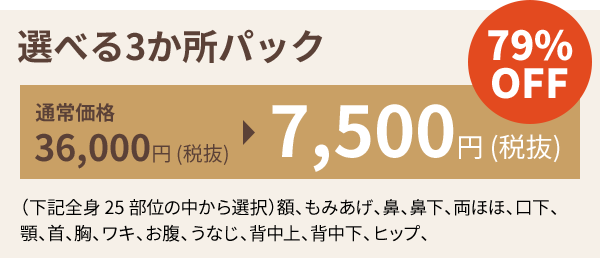 選べる3か所パック
79%
OFF
通常価格
36,000円(税抜)
7,500円(税抜)
（下記全身25部位の中から選択）額、もみあげ、鼻、鼻下、両ほほ、口下、
顎、首、胸、ワキ、お腹、うなじ、背中上、背中下、ヒップ、